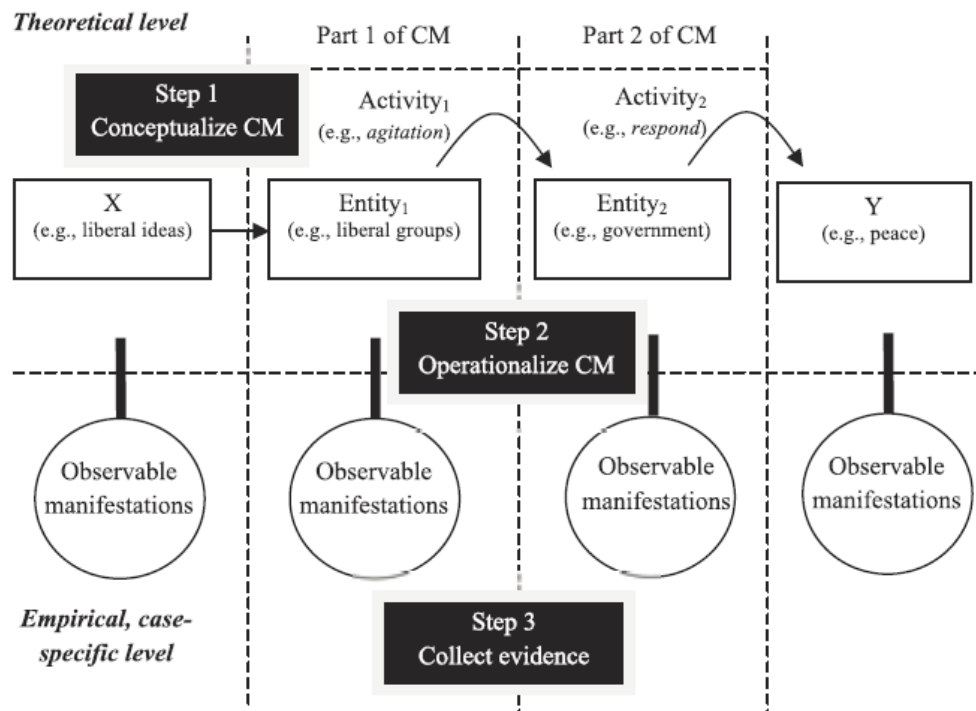 Theoretical level
Part 1 of CM
Part 2 of CM
Step 1
Conceptualize CM
Activity₁
(e.g., agitation)
Activity₂
(e.g., respond)
X
(e.g., liberal ideas)
Entity₁
(e.g., liberal groups)
Entity₂
(e.g., government)
Y
(e.g., peace)
Step 2
Operationalize CM
Observable
manifestations
Observable
manifestations
Observable
manifestations
Observable
manifestations
Empirical, case-
specific level
Step 3
Collect evidence